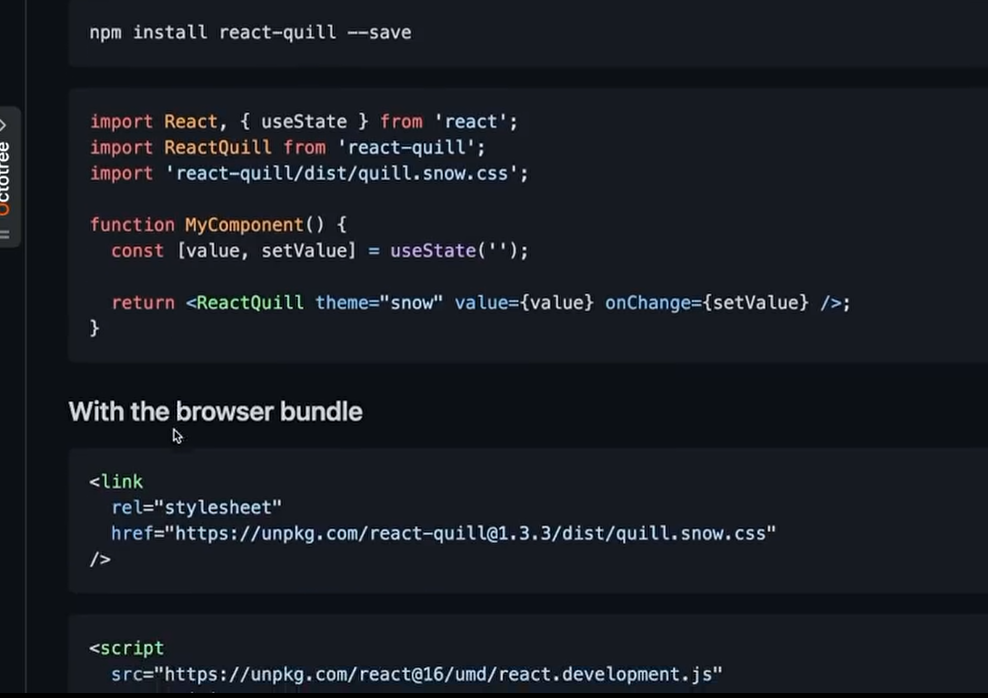 npm install react-quill --save
import React, { useState } from 'react';
import ReactQuill from 'react-quill';
import 'react-quill/dist/quill.snow.css';
function MyComponent() {
const [value, setValue] = useState('');
return <ReactQuill theme="snow" value={value} onChange={setValue} />;
}
Octotree
With the browser bundle
<link
rel="stylesheet"
href="https://unpkg.com/react-quill@1.3.3/dist/quill.snow.css"
/>
<script
src="https://unpkg.com/react@16/umd/react.development.js"